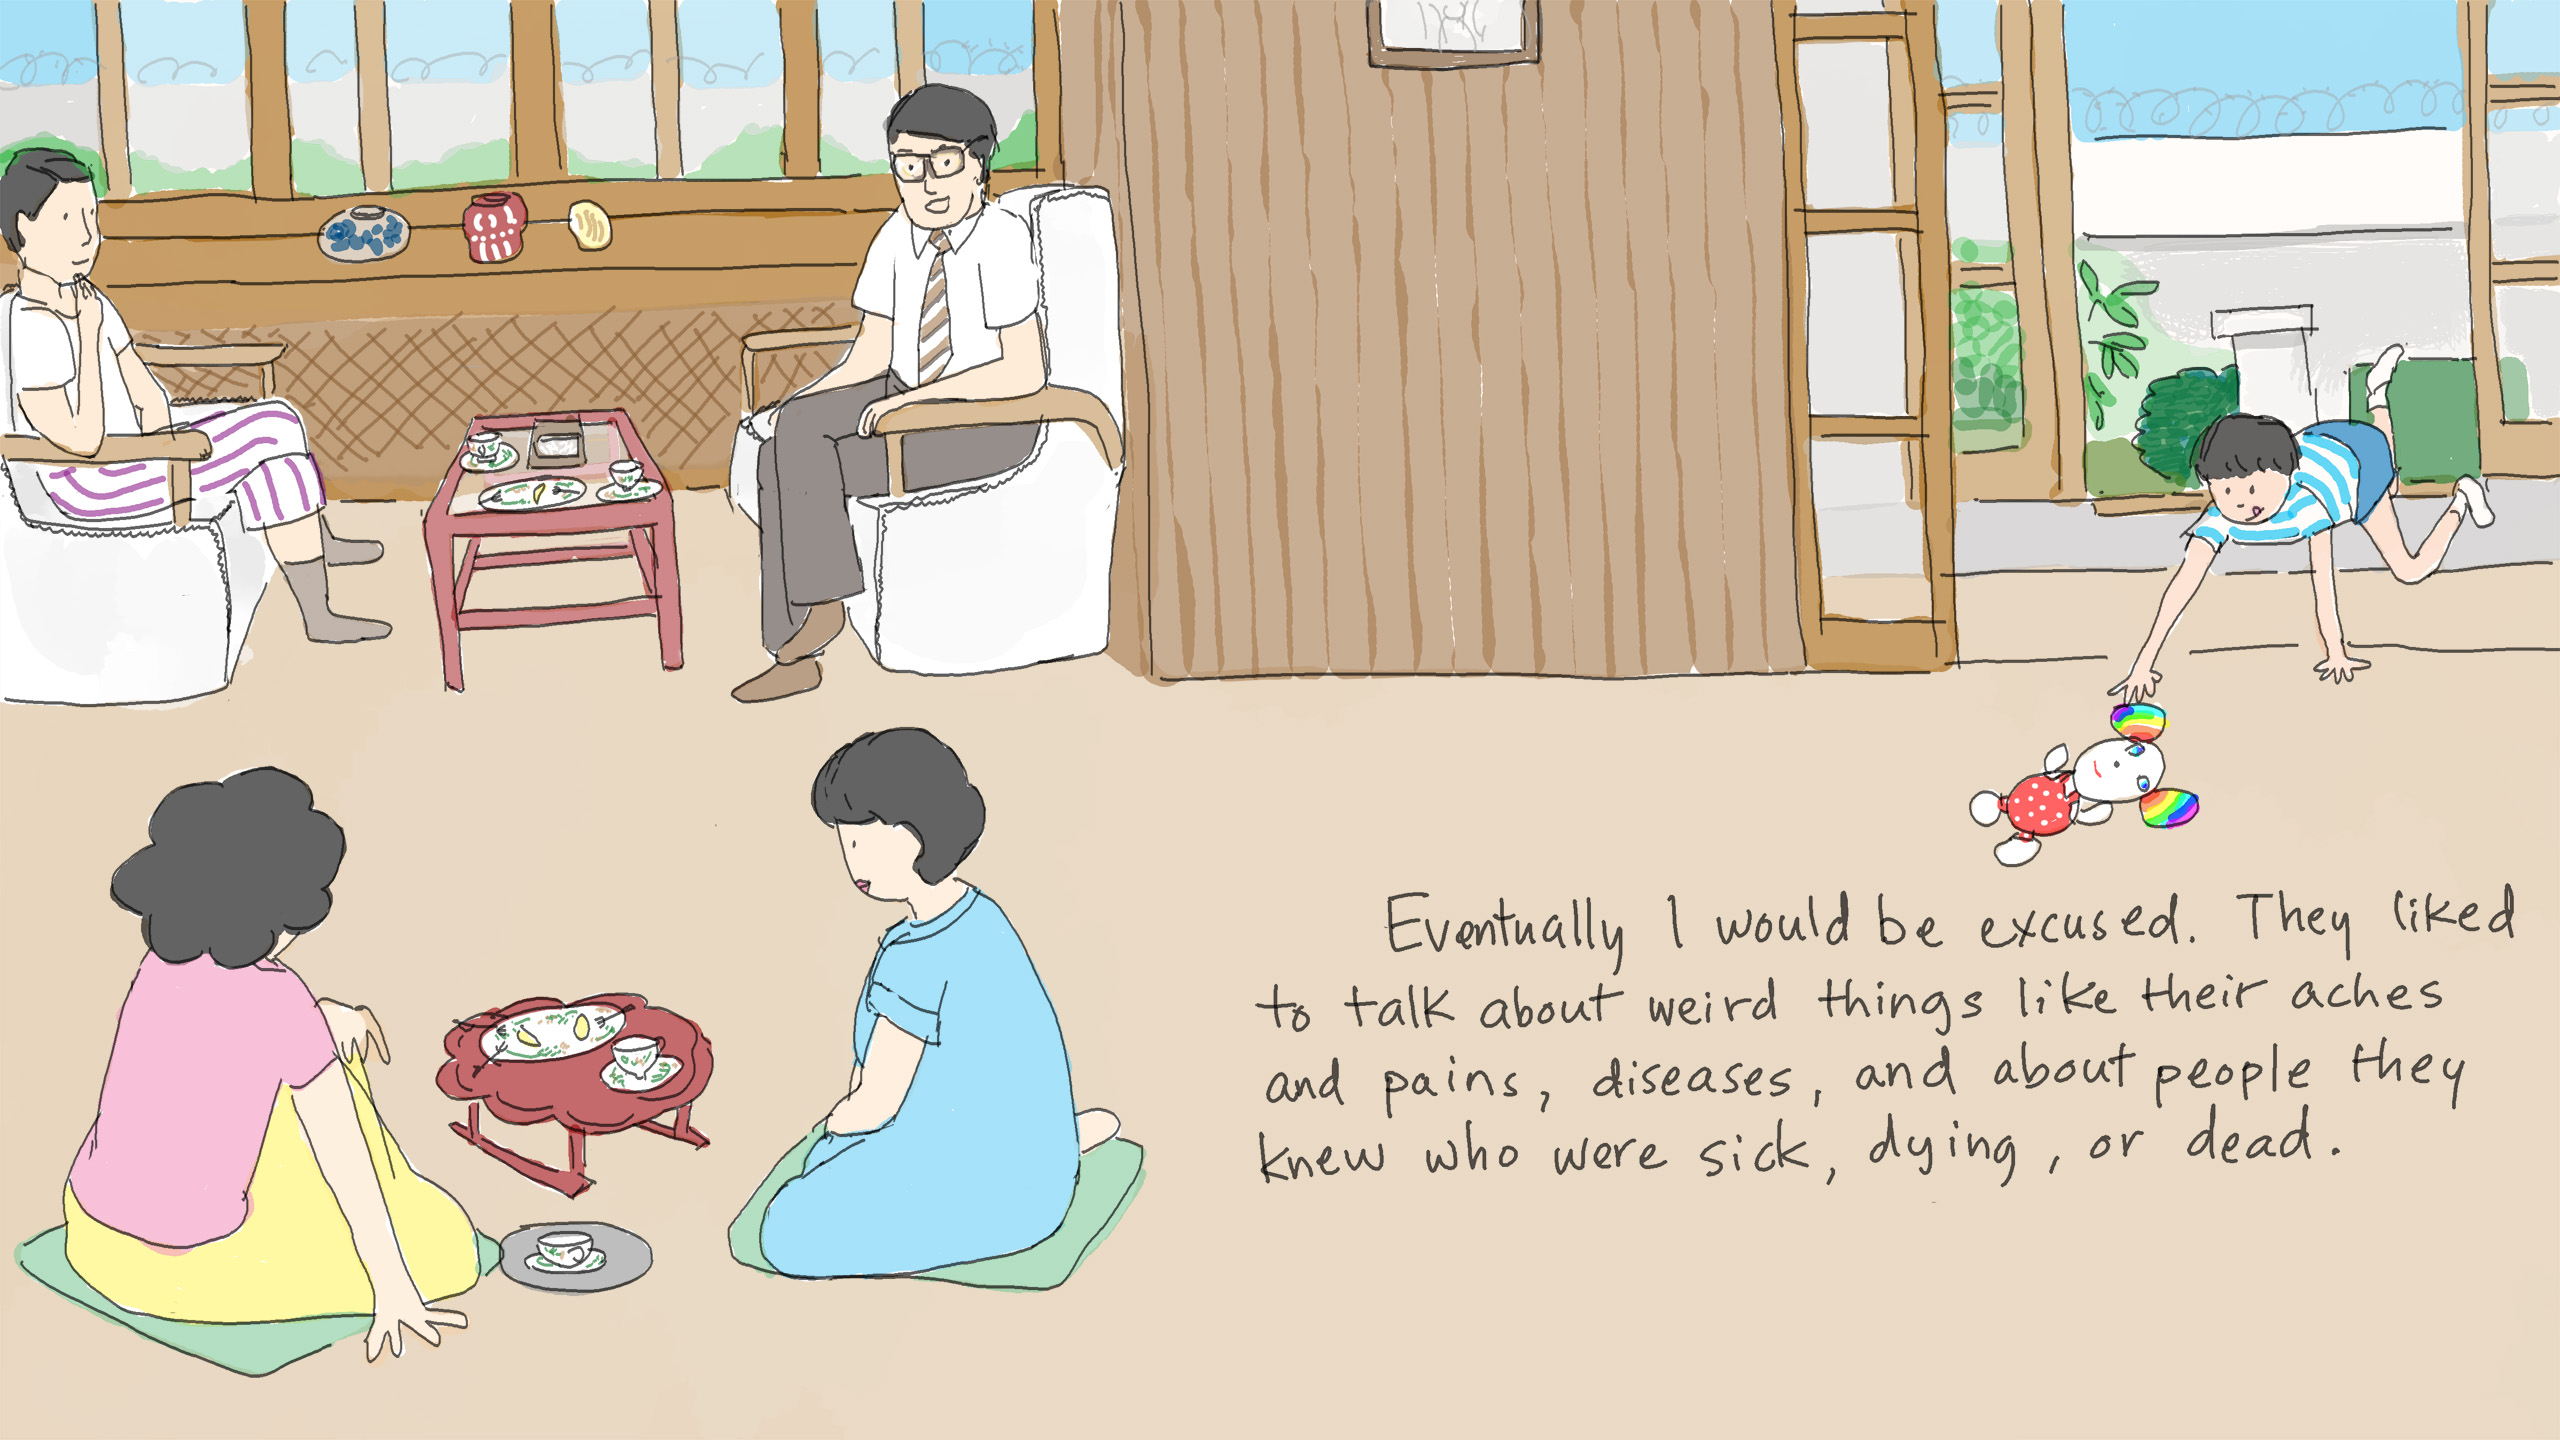 Eventually I would be excused. They liked
to talk about weird things like their aches
and pains, diseases, and about people they
knew who were sick, dying, or dead.